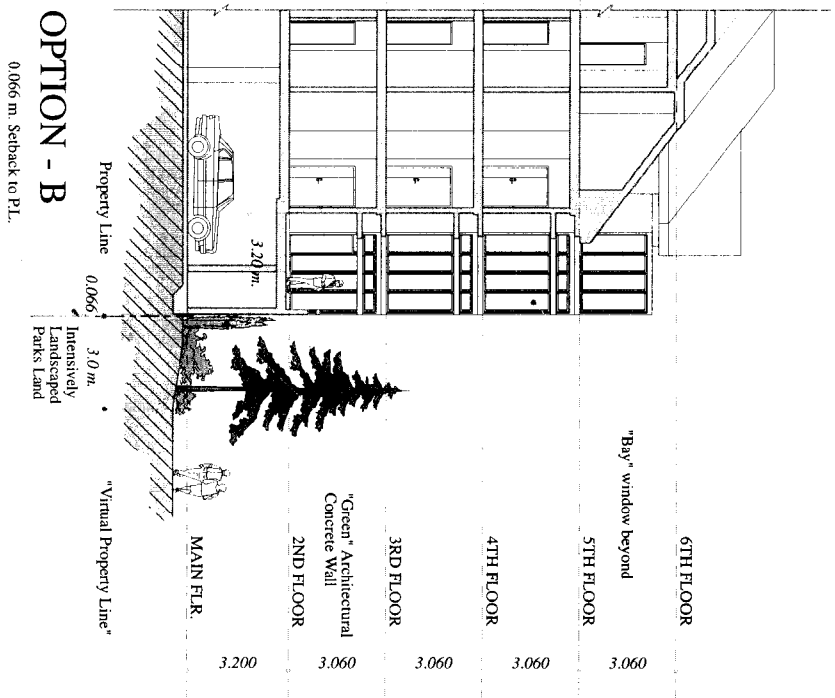 6TH FLOOR
3.060
"Bay" window beyond
5TH FLOOR
3.060
4TH FLOOR
3.060
3RD FLOOR
3.060
"Green" Architectural
Concrete Wall
2ND FLOOR
3.200
3.20 m.
MAIN FLR.
Property Line
0.066
3.0 m.
"Virtual Property Line"
Intensively
Landscaped
Parks Land
OPTION - B
0.066 m. Setback to P.L.